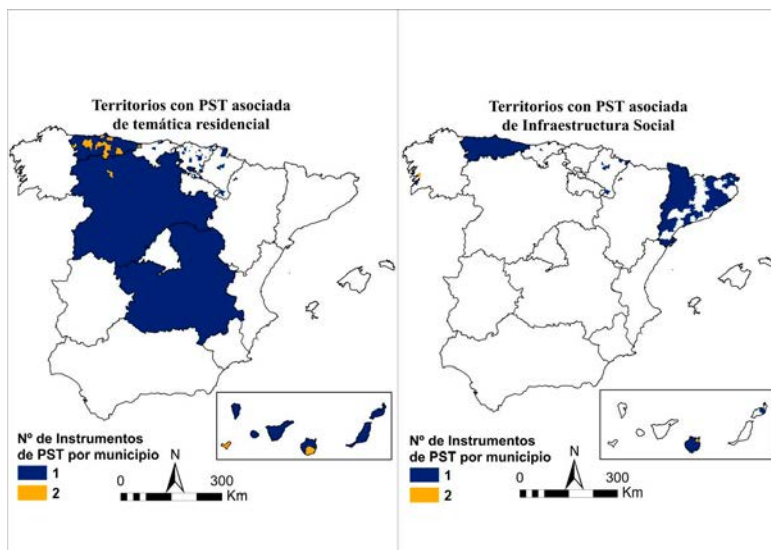 Territorios con PST asociada
de temática residencial
Nº de Instrumentos
de PST por municipio
1
2
N
0
300
Km
Territorios con PST asociada
de Infraestructura Social
Nº de Instrumentos
de PST por municipio
1
2
N
0
300
Km